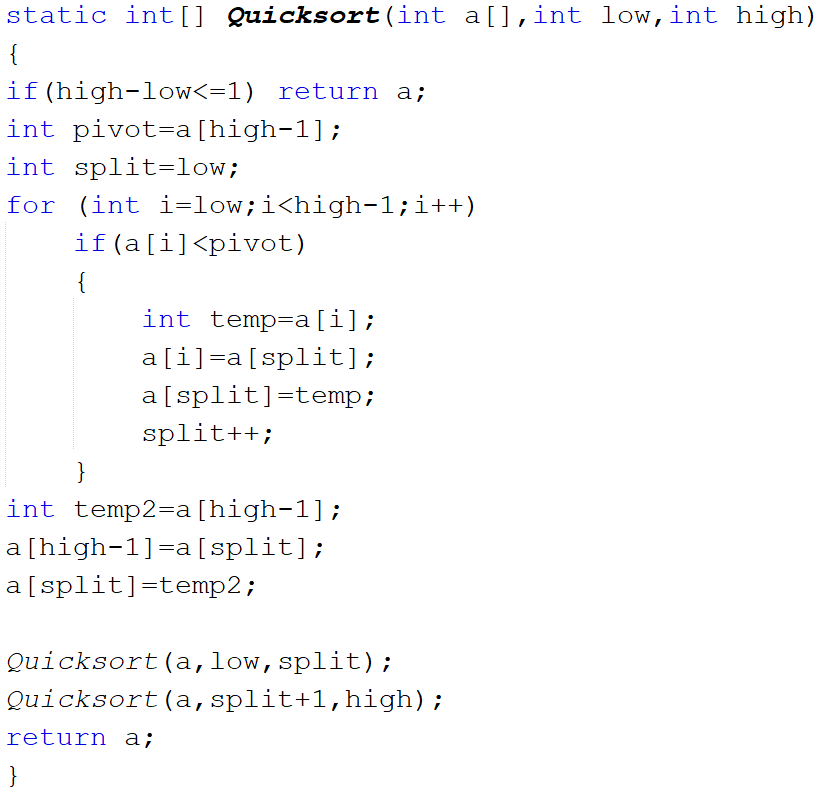 static int[] Quicksort(int a[],int low,int high)
{
if(high-low<=1) return a;
int pivot=a[high-1];
int split=low;
for (int i=low;i<high-1;i++)
if(a[i]<pivot)
{
int temp=a[i];
a[i]=a[split];
a[split]=temp;
split++;
}
int temp2=a[high-1];
a[high-1]=a[split];
a[split]=temp2;
Quicksort(a,low,split);
Quicksort(a,split+1,high);
return a;
}